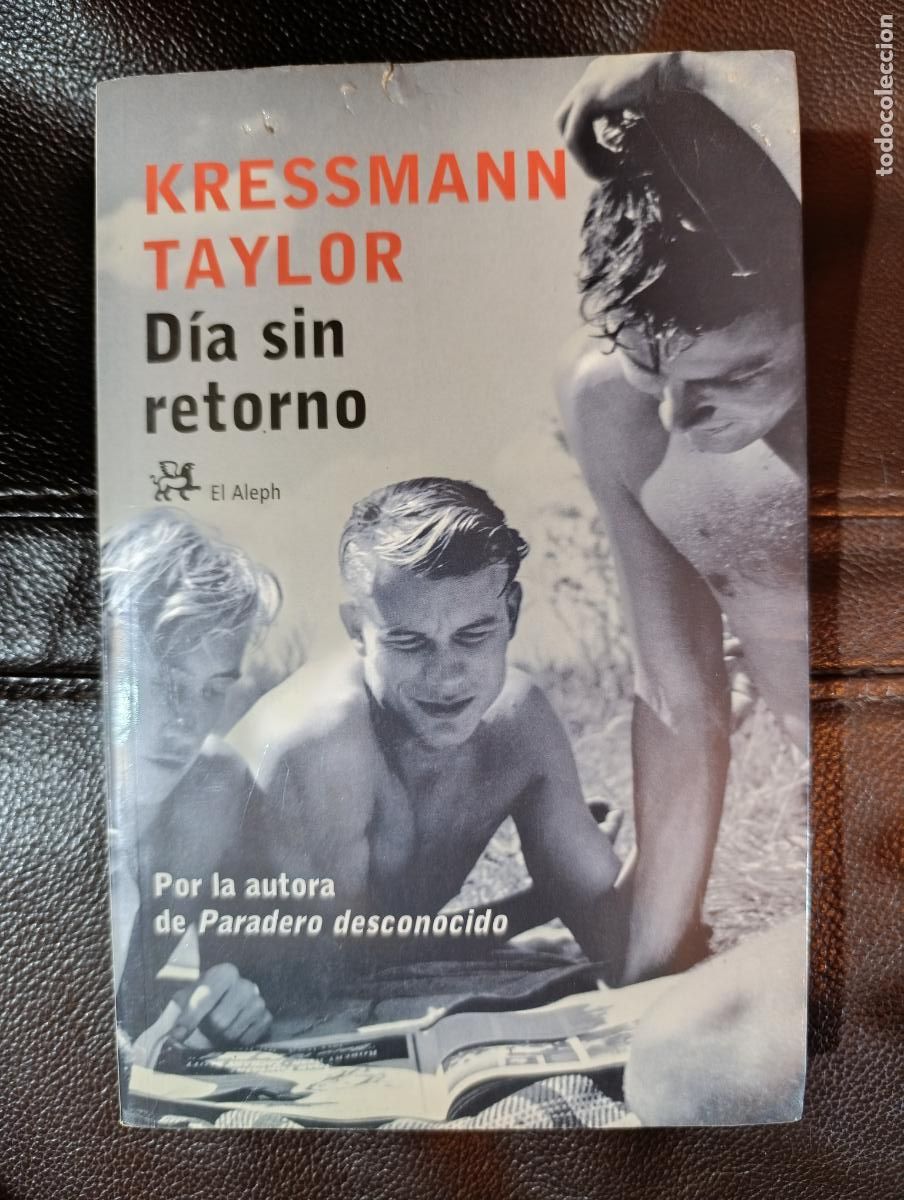 KRESSMANN
TAYLOR
Día sin
retorno
El Aleph
Por la autora
de Paradero desconocido
todocoleccion